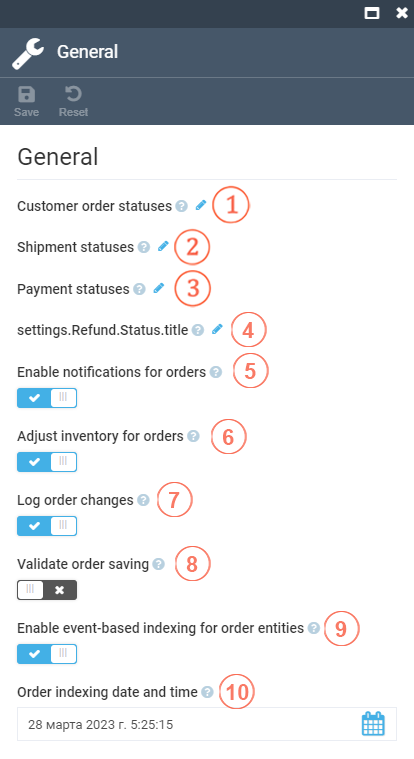 General
Save Reset
General
Customer order statuses ? 1
Shipment statuses ? 2
Payment statuses ? 3
settings.Refund.Status.title ? 4
Enable notifications for orders ? 5
Adjust inventory for orders ? 6
Log order changes ? 7
Validate order saving ? 8
Enable event-based indexing for order entities ? 9
Order indexing date and time ? 10
28 марта 2023 г. 5:25:15